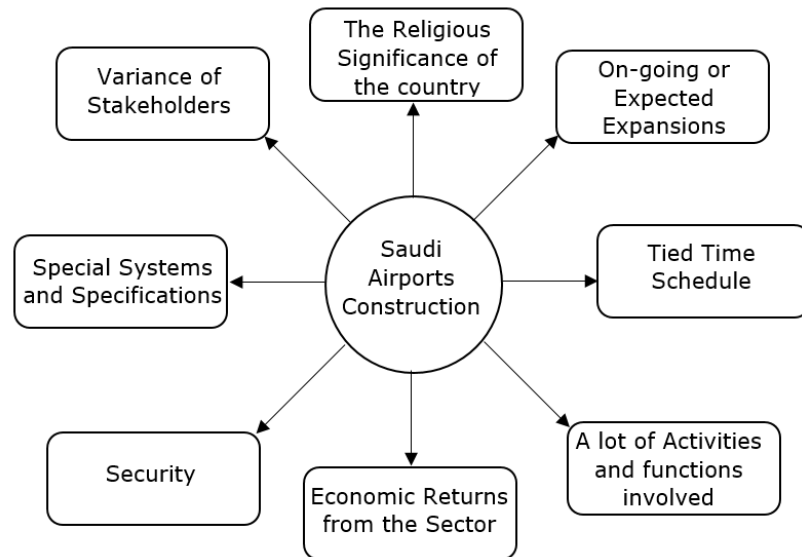 The Religious
Significance of
the country
Variance of
Stakeholders
On-going or
Expected
Expansions
Saudi
Airports
Construction
Special Systems
and Specifications
Tied Time
Schedule
Security
Economic Returns
from the Sector
A lot of Activities
and functions
involved